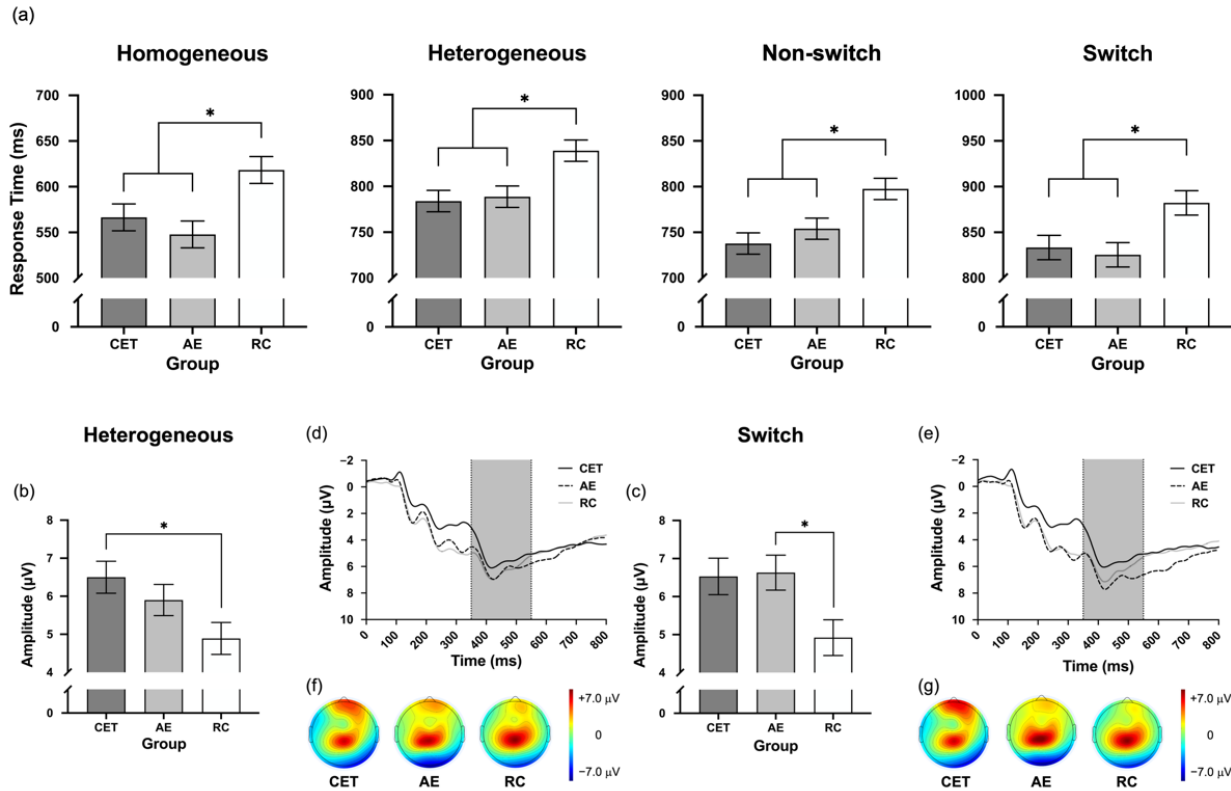 (a)
Homogeneous
Heterogeneous
Non-switch
Switch
Response Time (ms)
700
650
600
550
500
0
*
CET
AE
RC
Group
900
850
800
750
700
0
*
CET
AE
RC
Group
900
850
800
750
700
0
*
CET
AE
RC
Group
1000
950
900
850
800
0
*
CET
AE
RC
Group
Heterogeneous
(b)
Amplitude (µV)
8
7
6
5
4
0
*
CET
AE
RC
Group
(d)
Amplitude (µV)
−2
0
2
4
6
8
10
CET
AE
RC
0 100 200 300 400 500 600 700 800
Time (ms)
(f)
CET
AE
RC
+7.0 µV
0
−7.0 µV
Switch
(c)
Amplitude (µV)
8
7
6
5
4
0
*
CET
AE
RC
Group
(e)
Amplitude (µV)
−2
0
2
4
6
8
10
CET
AE
RC
0 100 200 300 400 500 600 700 800
Time (ms)
(g)
CET
AE
RC
+7.0 µV
0
−7.0 µV